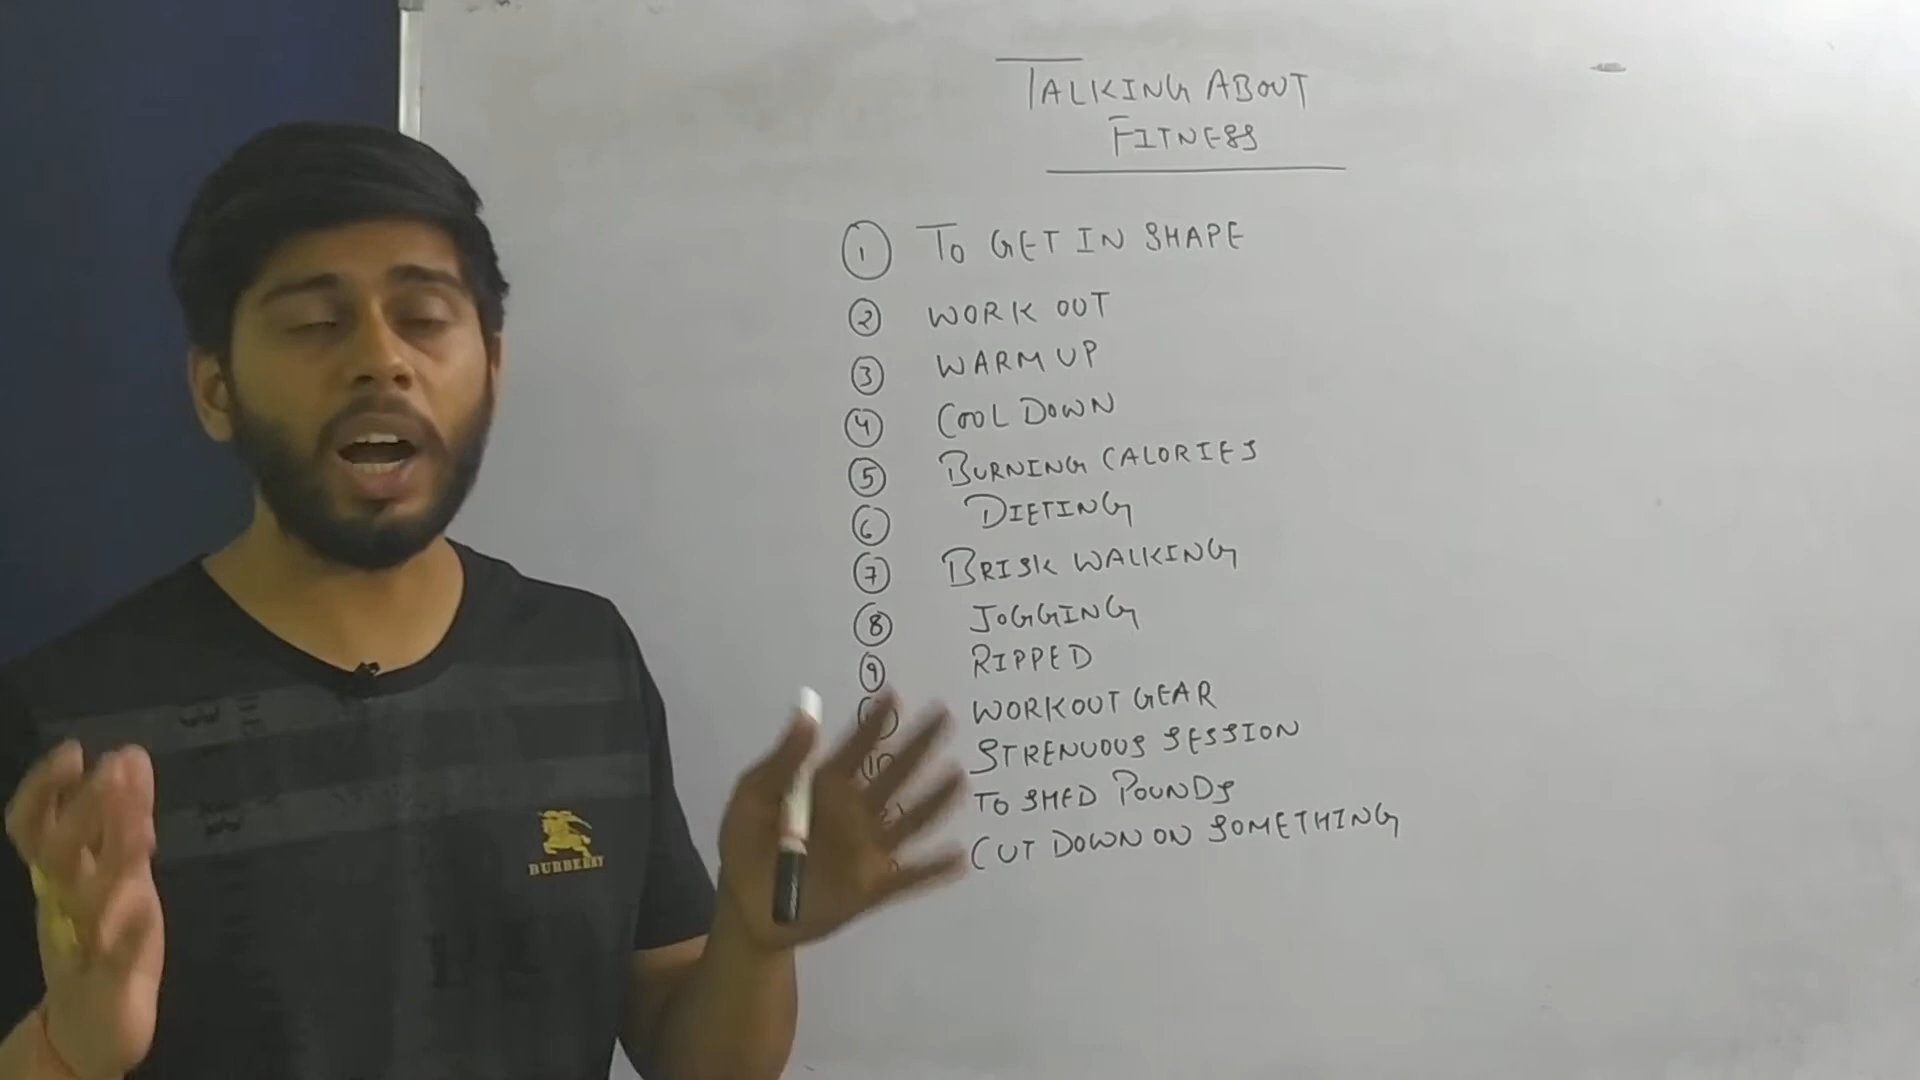 TALKING ABOUT
FITNESS
1 TO GET IN SHAPE
2 WORK OUT
3 WARM UP
4 COOL DOWN
5 BURNING CALORIES
6 DIETING
7 BRISK WALKING
8 JOGGING
9 RIPPED
WORKOUT GEAR
STRENUOUS SESSION
TO SHED POUNDS
CUT DOWN ON SOMETHING
BURBERRY